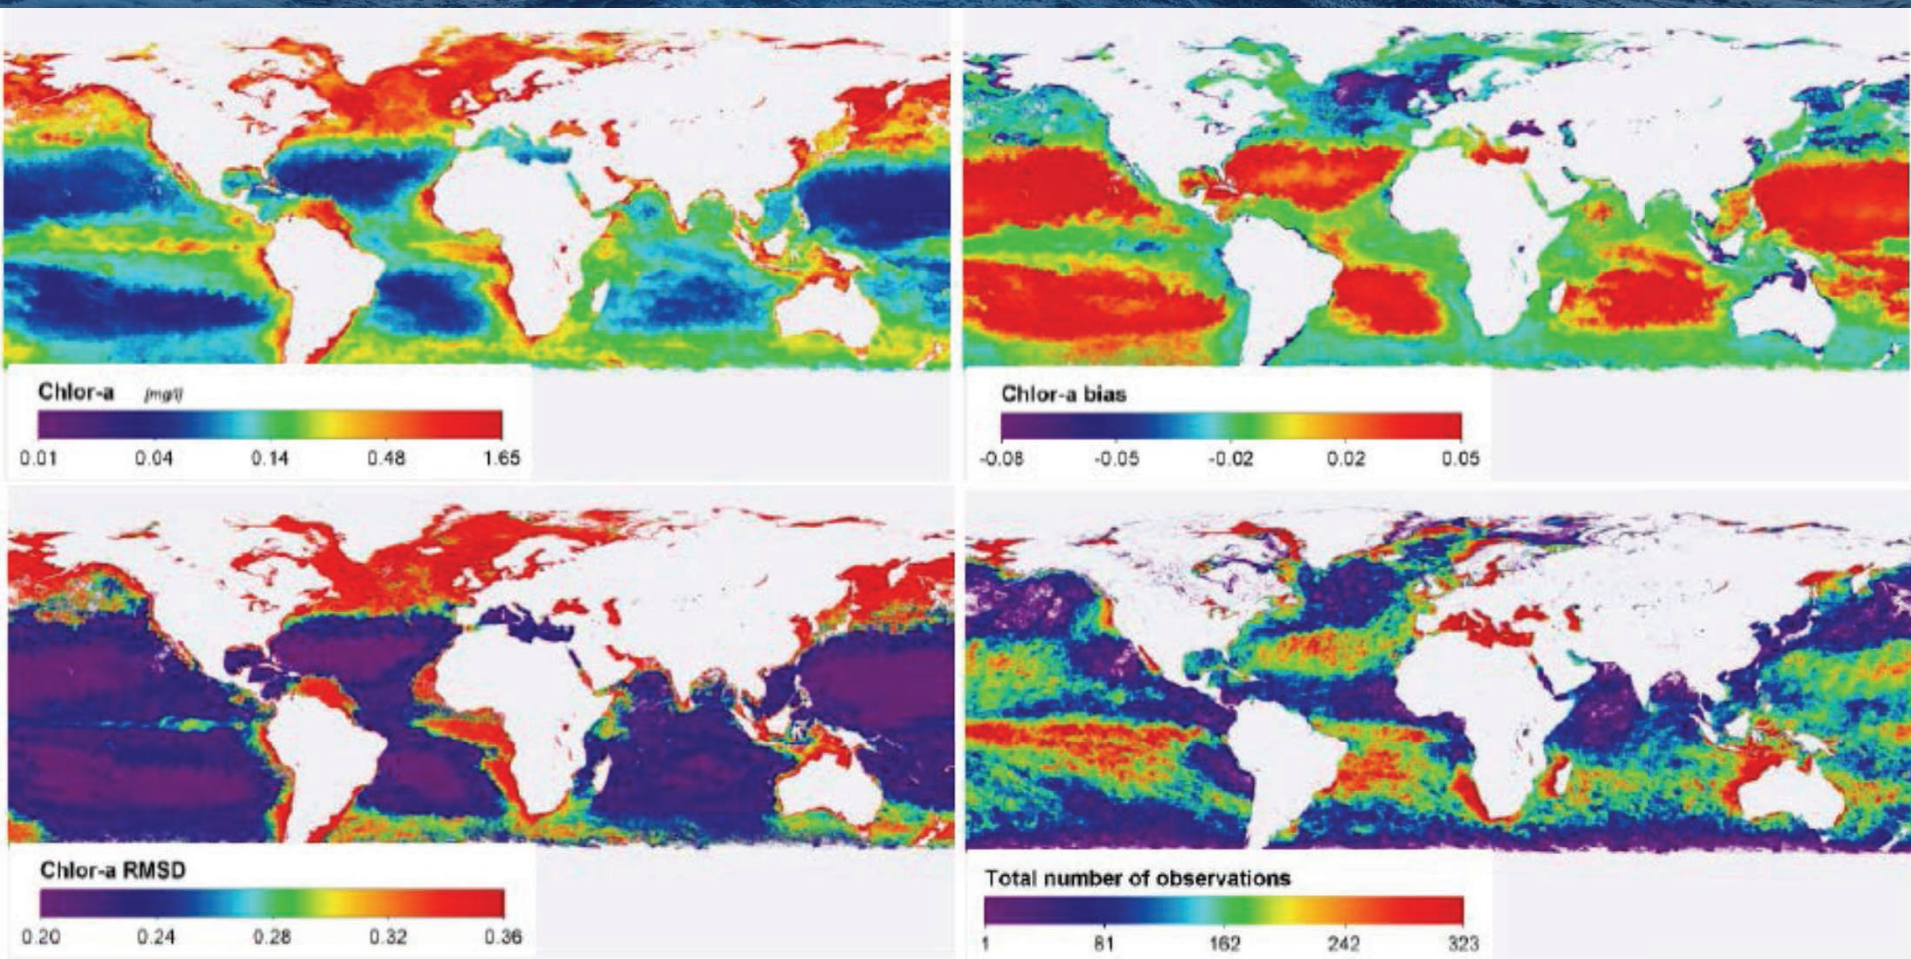 Chlor-a [mg/l]
0.01 0.04 0.14 0.48 1.65
Chlor-a bias
-0.08 -0.05 -0.02 0.02 0.05
Chlor-a RMSD
0.20 0.24 0.28 0.32 0.36
Total number of observations
1 81 162 242 323